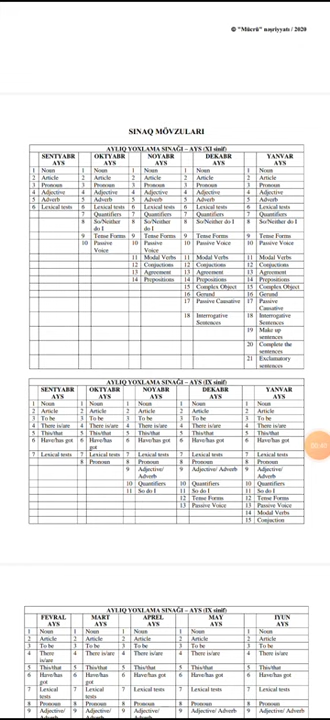 © "Mücrü" nəşriyyatı / 2020
SINAQ MÖVZULARI
AYLIQ YOXLAMA SINAĞI – AYS (XI sinif)
SENTYABR AYS OKTYABR AYS NOYABR AYS DEKABR AYS YANVAR AYS
1 Noun 1 Noun 1 Noun 1 Noun 1 Noun
2 Article 2 Article 2 Article 2 Article 2 Article
3 Pronoun 3 Pronoun 3 Pronoun 3 Pronoun 3 Pronoun
4 Adjective 4 Adjective 4 Adjective 4 Adjective 4 Adjective
5 Adverb 5 Adverb 5 Adverb 5 Adverb 5 Adverb
6 Lexical tests 6 Lexical tests 6 Lexical tests 6 Lexical tests 6 Lexical tests
7 Quantifiers 7 Quantifiers 7 Quantifiers 7 Quantifiers
8 So/Neither do I 8 So/Neither do I 8 So/Neither do I 8 So/Neither do I
9 Tense Forms 9 Tense Forms 9 Tense Forms 9 Tense Forms
10 Passive Voice 10 Passive Voice 10 Passive Voice 10 Passive Voice
11 Modal Verbs 11 Modal Verbs 11 Modal Verbs
12 Conjuctions 12 Conjuctions 12 Conjuctions
13 Agreement 13 Agreement 13 Agreement
14 Prepositions 14 Prepositions 14 Prepositions
15 Complex Object 15 Complex Object
16 Gerund 16 Gerund
17 Passive Causative 17 Passive Causative
18 Interrogative Sentences 18 Interrogative Sentences
19 Make up sentences
20 Complete the sentences
21 Exclamatory sentences
AYLIQ YOXLAMA SINAĞI – AYS (IX sinif)
SENTYABR AYS OKTYABR AYS NOYABR AYS DEKABR AYS YANVAR AYS
1 Noun 1 Noun 1 Noun 1 Noun 1 Noun
2 Article 2 Article 2 Article 2 Article 2 Article
3 To be 3 To be 3 To be 3 To be 3 To be
4 There is/are 4 There is/are 4 There is/are 4 There is/are 4 There is/are
5 This/that 5 This/that 5 This/that 5 This/that 5 This/that
6 Have/has got 6 Have/has got 6 Have/has got 6 Have/has got 6 Have/has got
7 Lexical tests 7 Lexical tests 7 Lexical tests 7 Lexical tests 7 Lexical tests
8 Pronoun 8 Pronoun 8 Pronoun 8 Pronoun
9 Adjective/ Adverb 9 Adjective/ Adverb 9 Adjective/ Adverb
10 Quantifiers 10 Quantifiers 10 Quantifiers
11 So do I 11 So do I 11 So do I
12 Tense Forms 12 Tense Forms
13 Passive Voice 13 Passive Voice
14 Modal Verbs
15 Conjuction
AYLIQ YOXLAMA SINAĞI – AYS (IX sinif)
FEVRAL AYS MART AYS APREL AYS MAY AYS IYUN AYS
1 Noun 1 Noun 1 Noun 1 Noun 1 Noun
2 Article 2 Article 2 Article 2 Article 2 Article
3 To be 3 To be 3 To be 3 To be 3 To be
4 There is/are 4 There is/are 4 There is/are 4 There is/are 4 There is/are
5 This/that 5 This/that 5 This/that 5 This/that 5 This/that
6 Have/has got 6 Have/has got 6 Have/has got 6 Have/has got 6 Have/has got
7 Lexical tests 7 Lexical tests 7 Lexical tests 7 Lexical tests 7 Lexical tests
8 Pronoun 8 Pronoun 8 Pronoun 8 Pronoun 8 Pronoun
9 Adjective/ Adverb 9 Adjective/ Adverb 9 Adjective/ Adverb 9 Adjective/ Adverb 9 Adjective/ Adverb